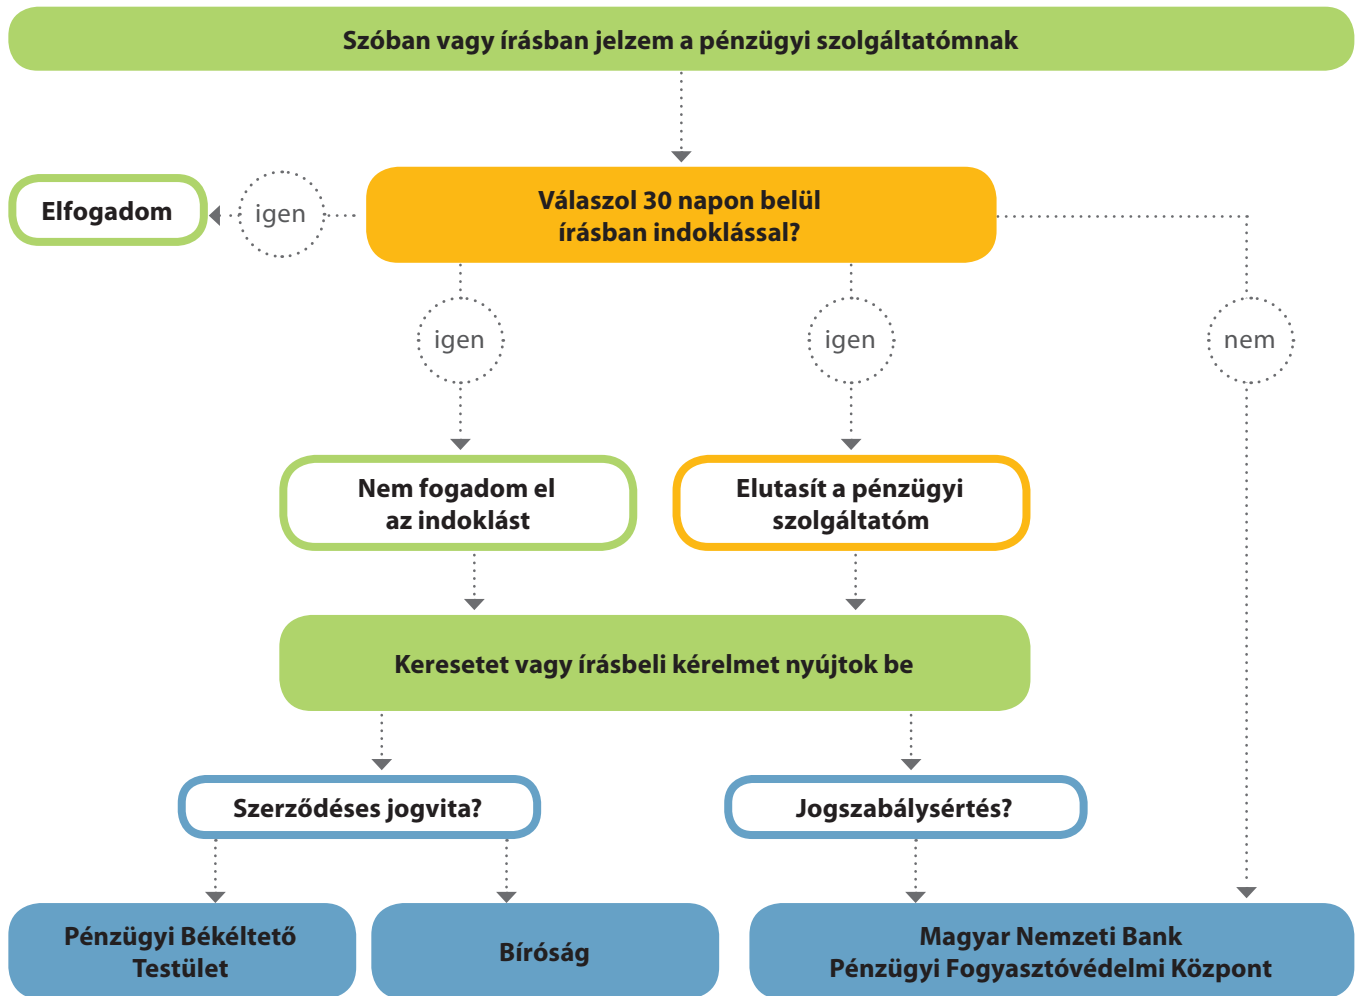 Szóban vagy írásban jelzem a pénzügyi szolgáltatómnak
Elfogadom
igen
Válaszol 30 napon belül
írásban indoklással?
igen
igen
nem
Nem fogadom el
az indoklást
Elutasít a pénzügyi
szolgáltatóm
Keresetet vagy írásbeli kérelmet nyújtok be
Szerződéses jogvita?
Jogszabálysértés?
Pénzügyi Békéltető
Testület
Bíróság
Magyar Nemzeti Bank
Pénzügyi Fogyasztóvédelmi Központ